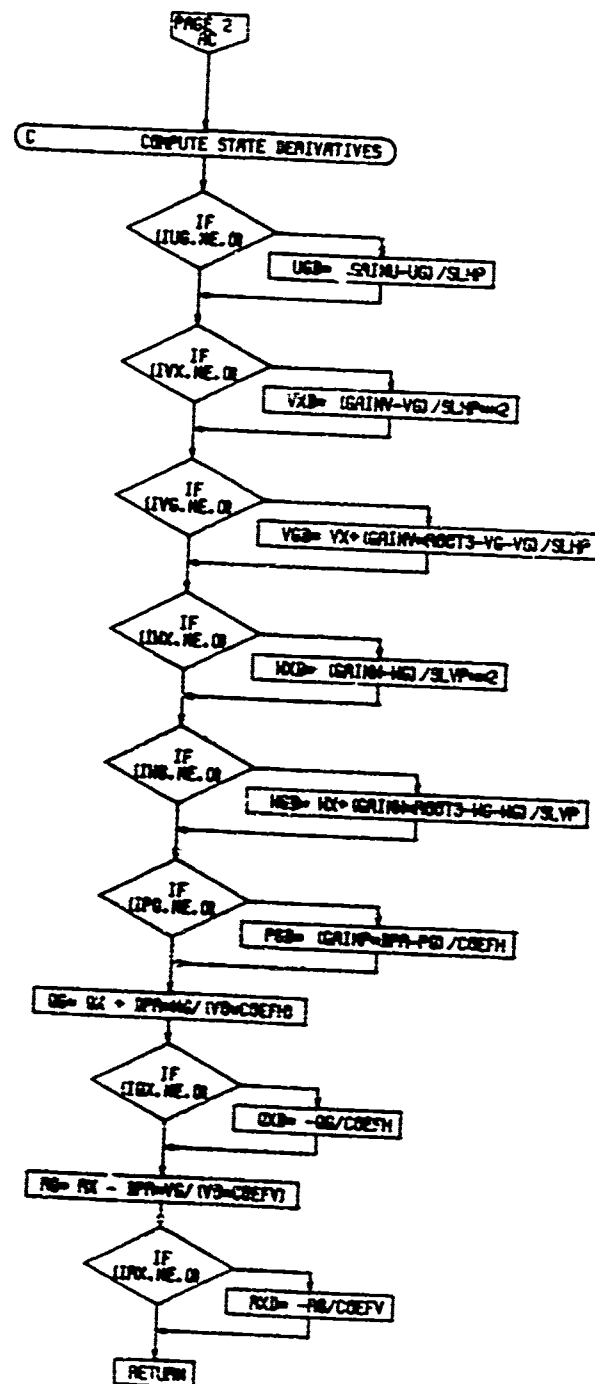 PAGE 2
AC
C COMPUTE STATE DERIVATIVES
IF
(IUG.NE.0)
UGD= (GAINU-UG)/SLHP
IF
(IVX.NE.0)
VXD= (GAINV-VG)/SLHP**2
IF
(IVG.NE.0)
VGD= VX+(GAINV*ROOT3-VG-VG)/SLHP
IF
(IWX.NE.0)
WXD= (GAINW-WG)/SLVP**2
IF
(IWG.NE.0)
WGD= WX+(GAINW*ROOT3-WG-WG)/SLVP
IF
(IPG.NE.0)
PGD= (GAINP*DPR-PG)/COEFH
QG= QX + DPR*WG/(VB*COEFH)
IF
(IQX.NE.0)
QXD= -QG/COEFH
RG= RX - DPR*VG/(VB*COEFV)
IF
(IRX.NE.0)
RXD= -RG/COEFV
RETURN